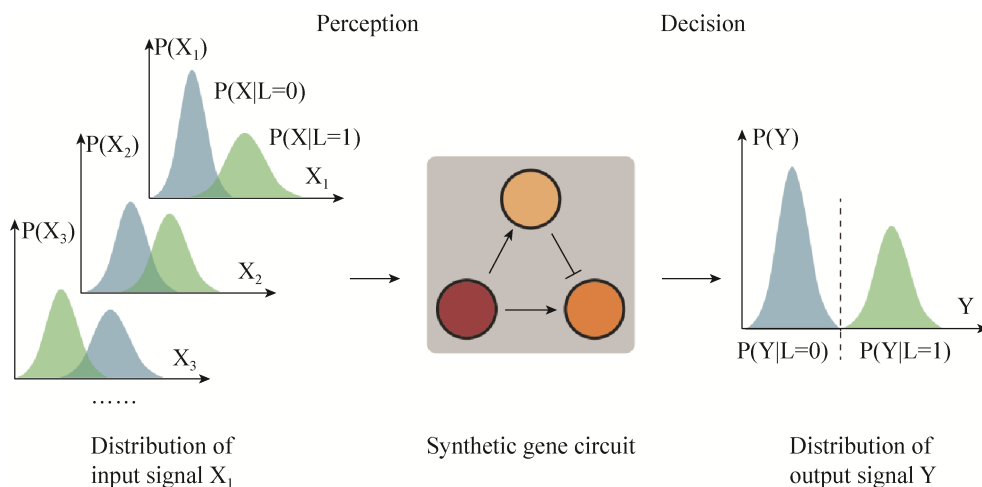 Perception
Decision
P(X₁)
P(X|L=0)
P(X|L=1)
X₁
P(X₂)
X₂
P(X₃)
X₃
……
P(Y)
Y
P(Y|L=0)
P(Y|L=1)
Distribution of
input signal X₁
Synthetic gene circuit
Distribution of
output signal Y